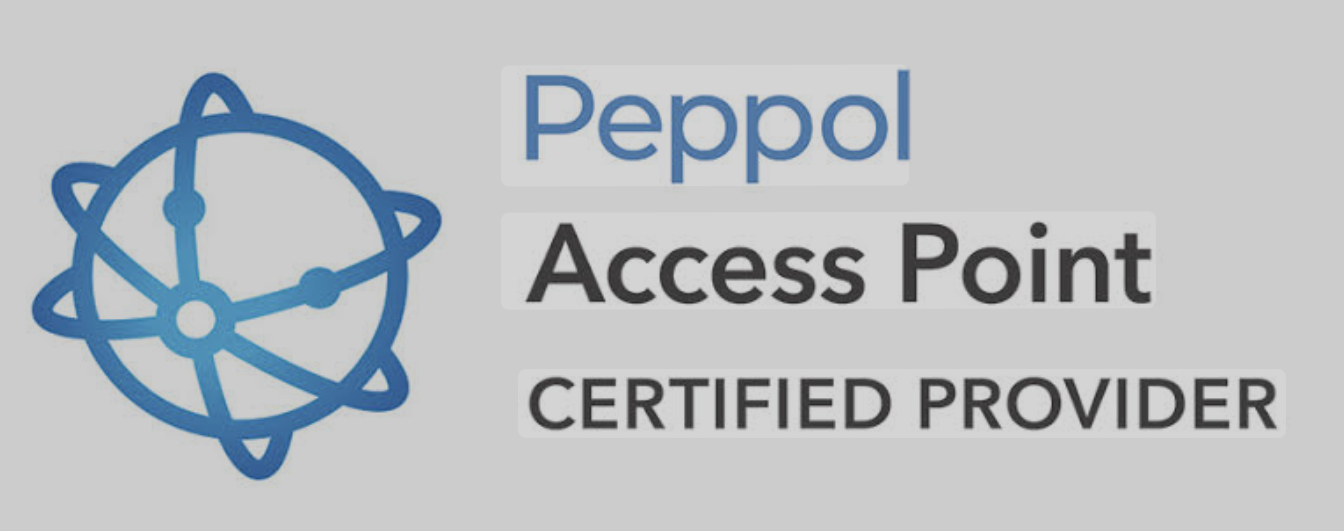 Peppol
Access Point
CERTIFIED PROVIDER